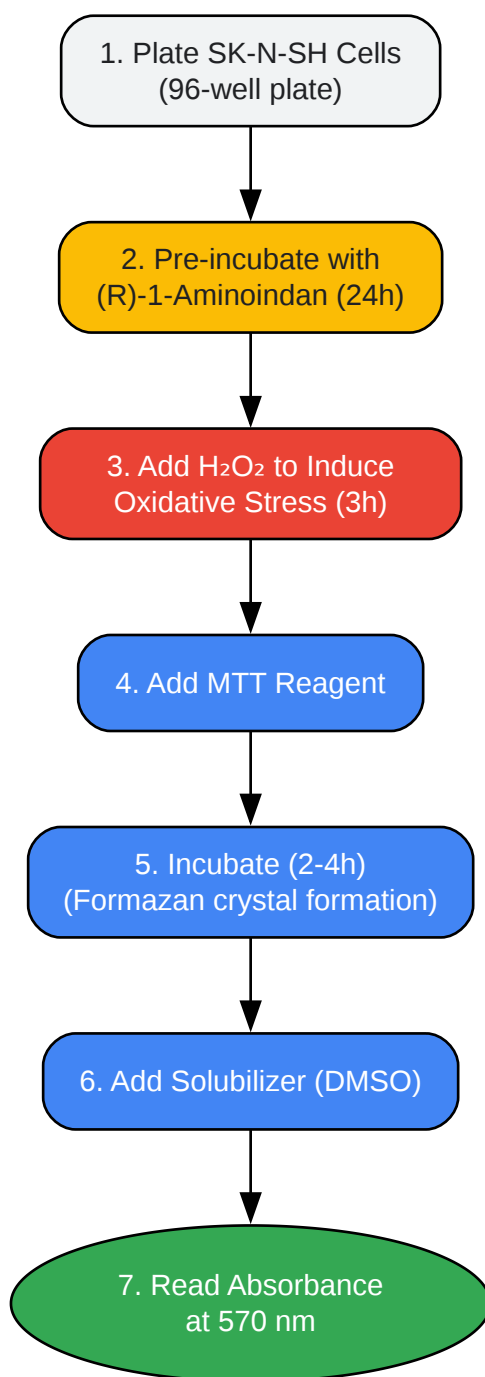 1. Plate SK-N-SH Cells
(96-well plate)
2. Pre-incubate with
(R)-1-Aminoindan (24h)
3. Add H₂O₂ to Induce
Oxidative Stress (3h)
4. Add MTT Reagent
5. Incubate (2-4h)
(Formazan crystal formation)
6. Add Solubilizer (DMSO)
7. Read Absorbance
at 570 nm